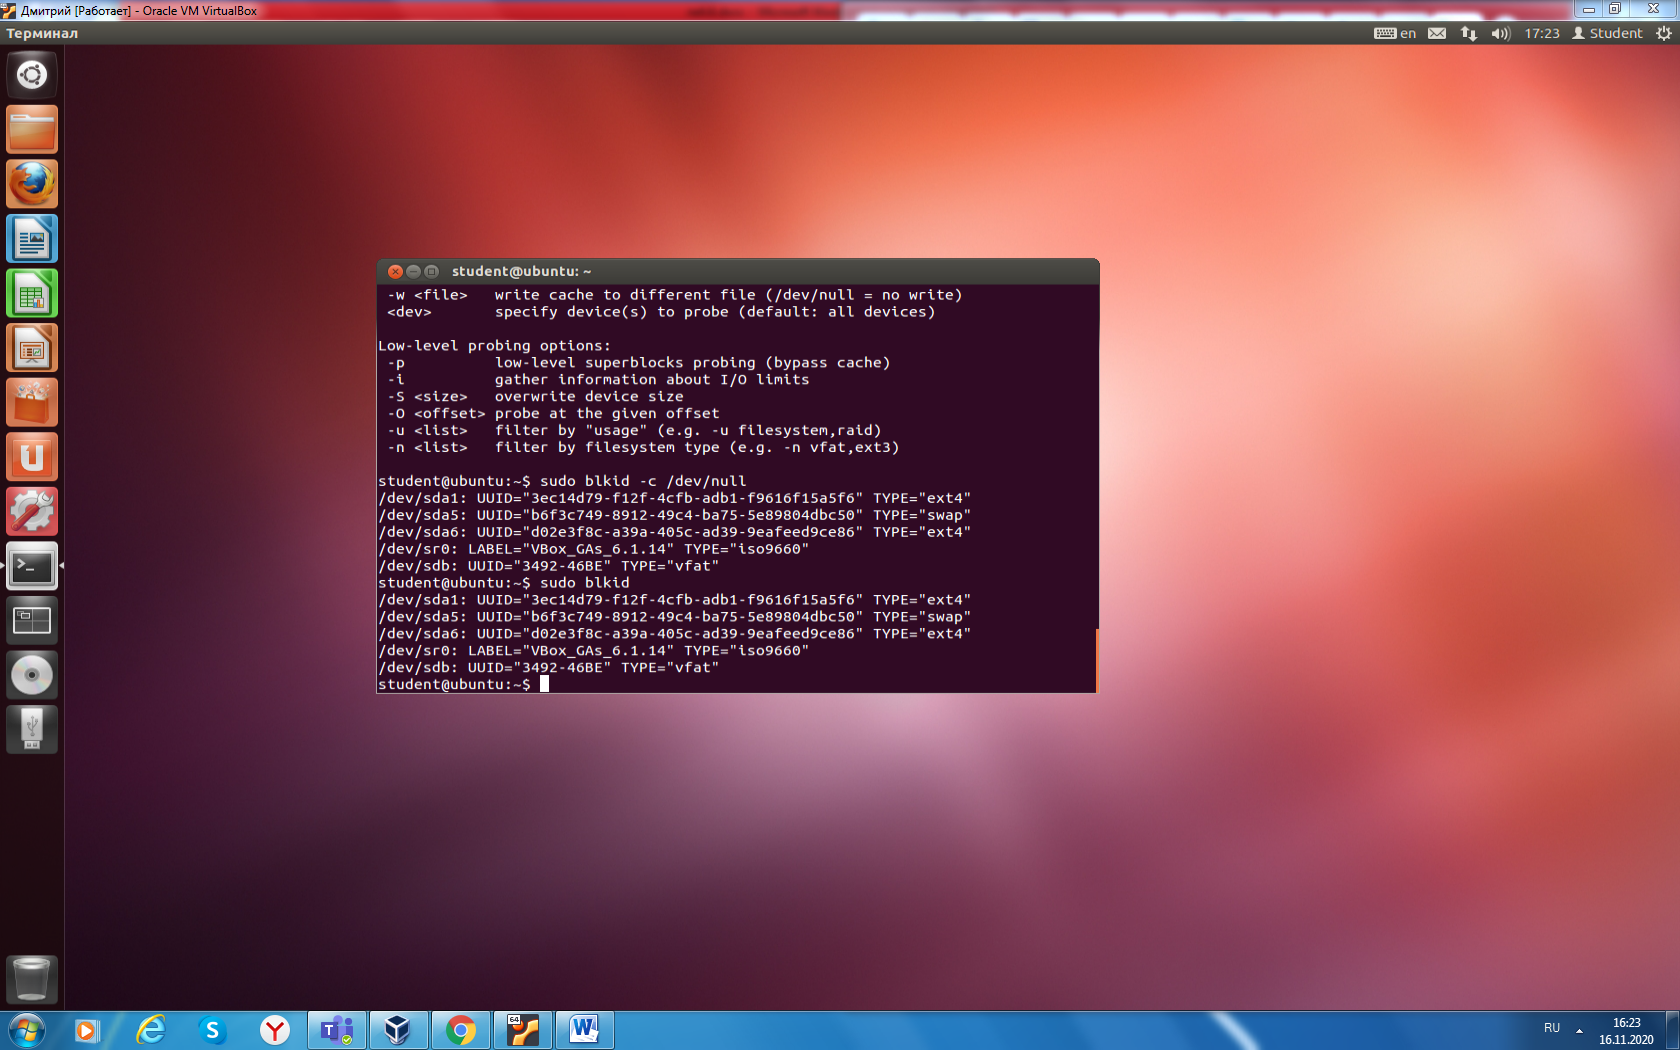 Дмитрий [Работает] - Oracle VM VirtualBox
Терминал
en
17:23
Student
student@ubuntu: ~
-w <file>   write cache to different file (/dev/null = no write)
<dev>       specify device(s) to probe (default: all devices)
Low-level probing options:
-p          low-level superblocks probing (bypass cache)
-i          gather information about I/O limits
-S <size>   overwrite device size
-O <offset> probe at the given offset
-u <list>   filter by "usage" (e.g. -u filesystem,raid)
-n <list>   filter by filesystem type (e.g. -n vfat,ext3)
student@ubuntu:~$ sudo blkid -c /dev/null
/dev/sda1: UUID="3ec14d79-f12f-4cfb-adb1-f9616f15a5f6" TYPE="ext4"
/dev/sda5: UUID="b6f3c749-8912-49c4-ba75-5e89804dbc50" TYPE="swap"
/dev/sda6: UUID="d02e3f8c-a39a-405c-ad39-9eafeed9ce86" TYPE="ext4"
/dev/sr0: LABEL="VBox_GAs_6.1.14" TYPE="iso9660"
/dev/sdb: UUID="3492-46BE" TYPE="vfat"
student@ubuntu:~$ sudo blkid
/dev/sda1: UUID="3ec14d79-f12f-4cfb-adb1-f9616f15a5f6" TYPE="ext4"
/dev/sda5: UUID="b6f3c749-8912-49c4-ba75-5e89804dbc50" TYPE="swap"
/dev/sda6: UUID="d02e3f8c-a39a-405c-ad39-9eafeed9ce86" TYPE="ext4"
/dev/sr0: LABEL="VBox_GAs_6.1.14" TYPE="iso9660"
/dev/sdb: UUID="3492-46BE" TYPE="vfat"
student@ubuntu:~$
64
RU
16:23
16.11.2020